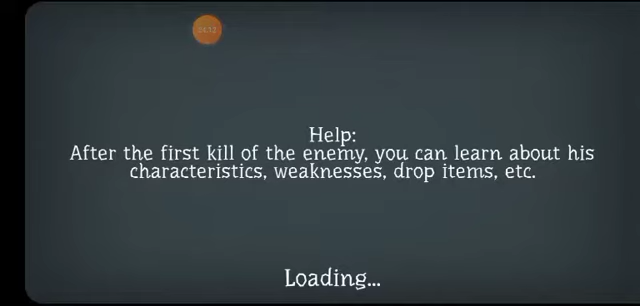 Help:
After the first kill of the enemy, you can learn about his
characteristics, weaknesses, drop items, etc.
Loading...